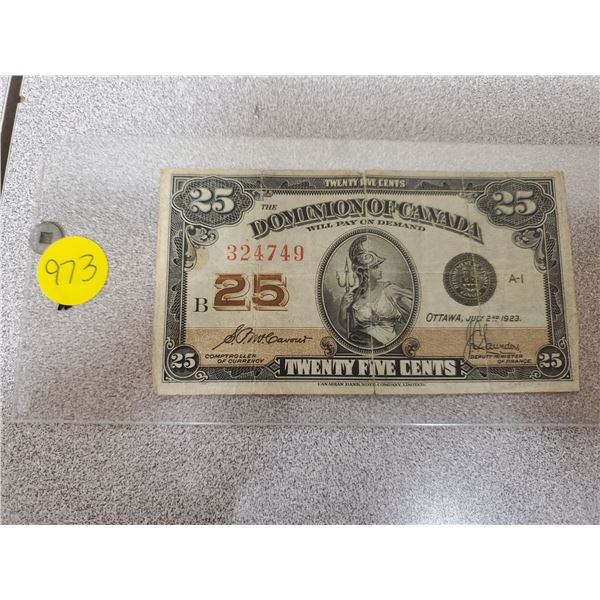 973
25
TWENTY FIVE CENTS
25
THE
DOMINION OF CANADA
WILL PAY ON DEMAND
324749
B 25
A-1
OTTAWA, JULY 2ND 1923.
COMPTROLLER
OF CURRENCY
DEPUTY MINISTER
OF FINANCE.
25
TWENTY FIVE CENTS
25
CANADIAN BANK NOTE COMPANY, LIMITED.